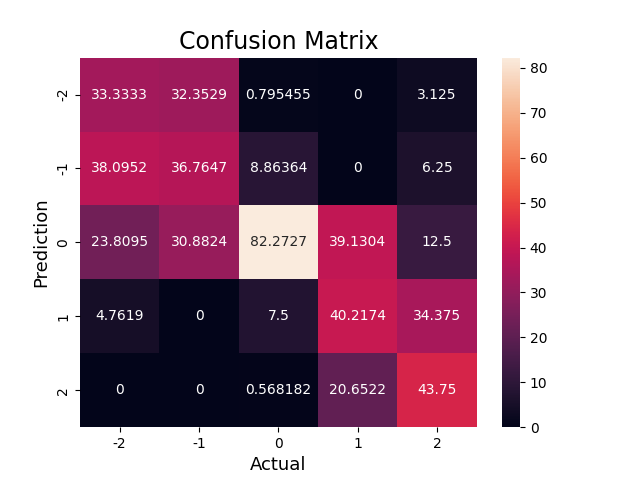 Confusion Matrix
-2 33.3333 32.3529 0.795455 0 3.125
-1 38.0952 36.7647 8.86364 0 6.25
0 23.8095 30.8824 82.2727 39.1304 12.5
1 4.7619 0 7.5 40.2174 34.375
2 0 0 0.568182 20.6522 43.75
-2 -1 0 1 2
Prediction
Actual
80
70
60
50
40
30
20
10
0